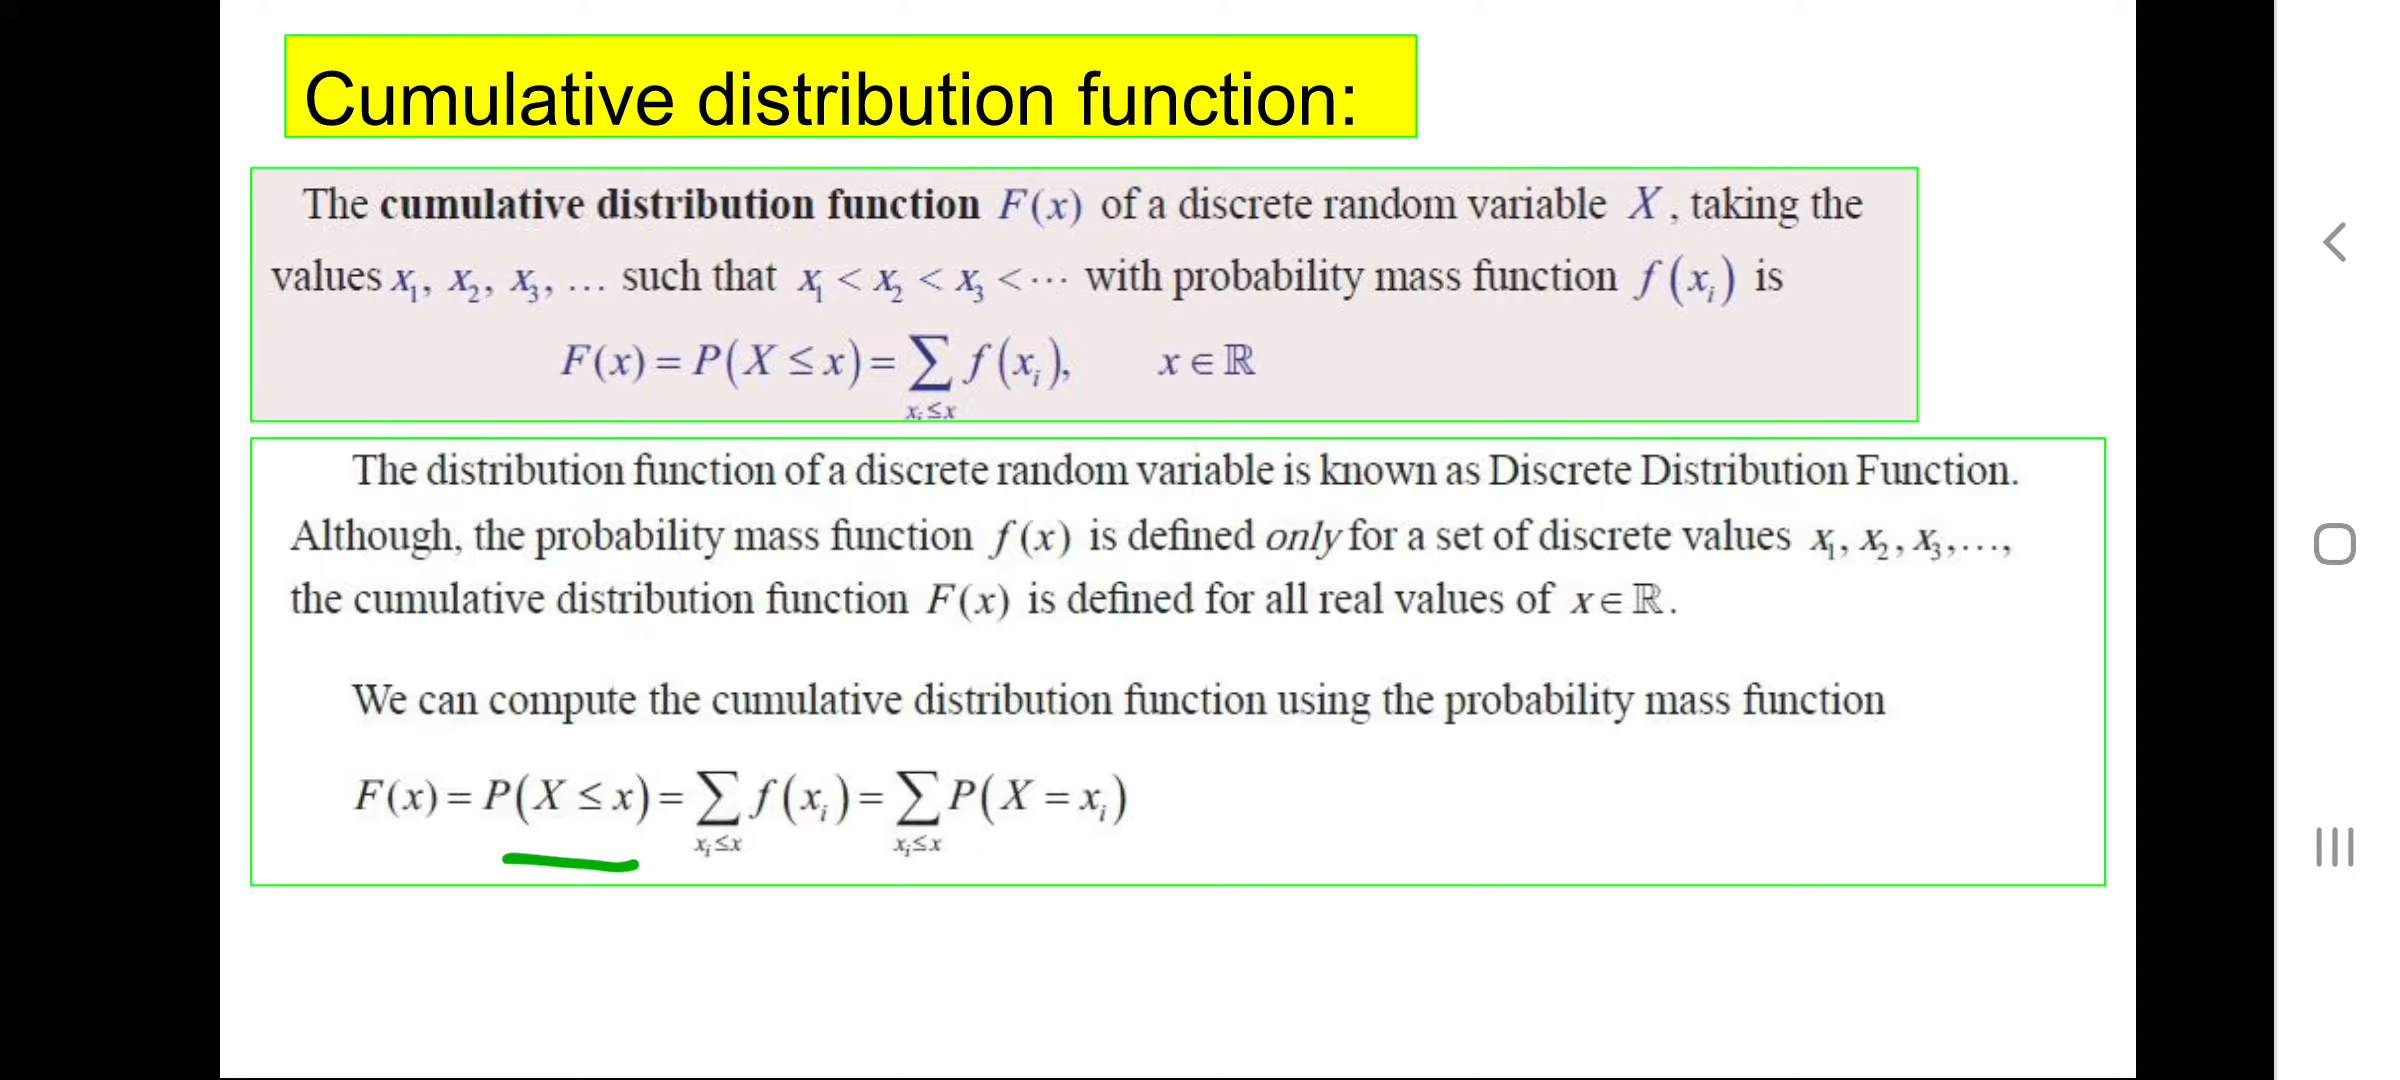 Cumulative distribution function:
The cumulative distribution function F(x) of a discrete random variable X, taking the
values x₁, x₂, x₃, … such that x₁ < x₂ < x₃ < ⋯ with probability mass function f(xᵢ) is
F(x) = P(X ≤ x) = ∑ f(xᵢ), x ∈ ℝ
xᵢ≤x
The distribution function of a discrete random variable is known as Discrete Distribution Function.
Although, the probability mass function f(x) is defined only for a set of discrete values x₁, x₂, x₃,…,
the cumulative distribution function F(x) is defined for all real values of x ∈ ℝ.
We can compute the cumulative distribution function using the probability mass function
F(x) = P(X ≤ x) = ∑ f(xᵢ) = ∑ P(X = xᵢ)
xᵢ≤x xᵢ≤x